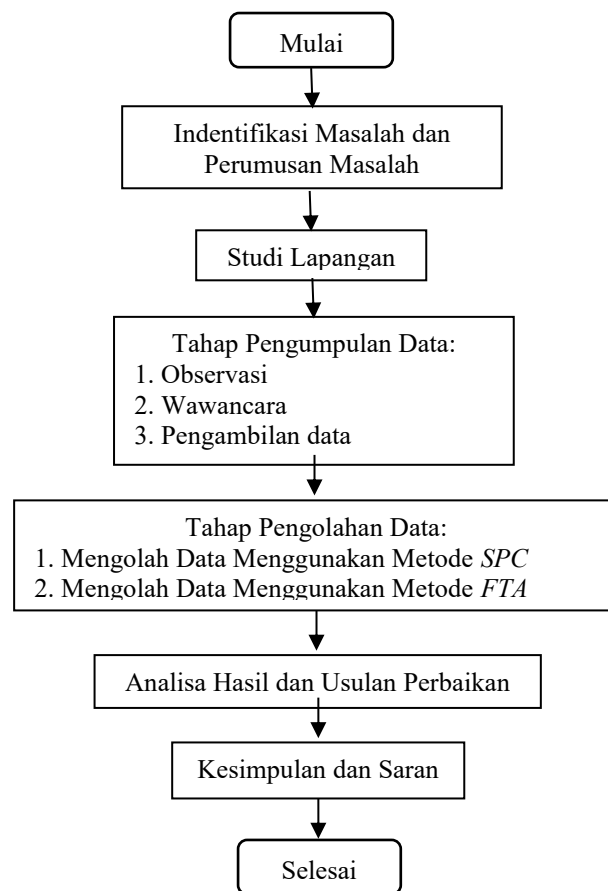 Mulai
Indentifikasi Masalah dan
Perumusan Masalah
Studi Lapangan
Tahap Pengumpulan Data:
1. Observasi
2. Wawancara
3. Pengambilan data
Tahap Pengolahan Data:
1. Mengolah Data Menggunakan Metode SPC
2. Mengolah Data Menggunakan Metode FTA
Analisa Hasil dan Usulan Perbaikan
Kesimpulan dan Saran
Selesai